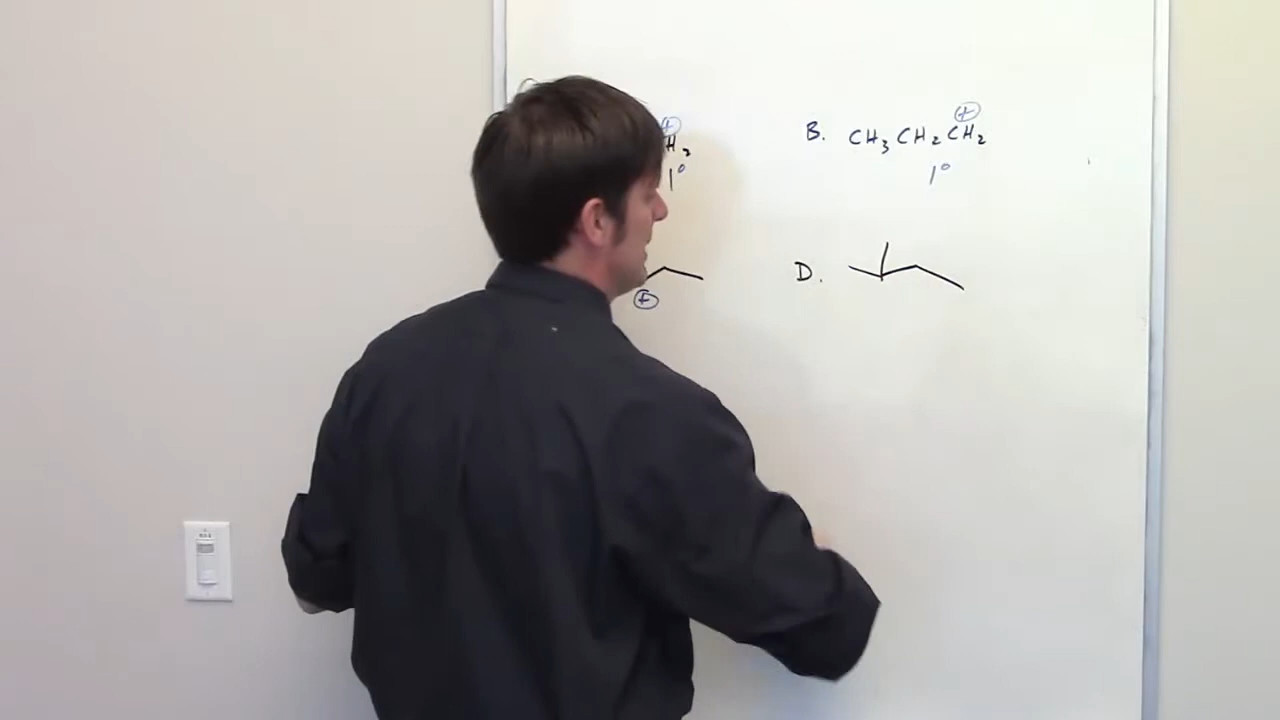 ⊕ ⊕
H₂ B. CH₃CH₂CH₂
1° 1°
D.
⊕